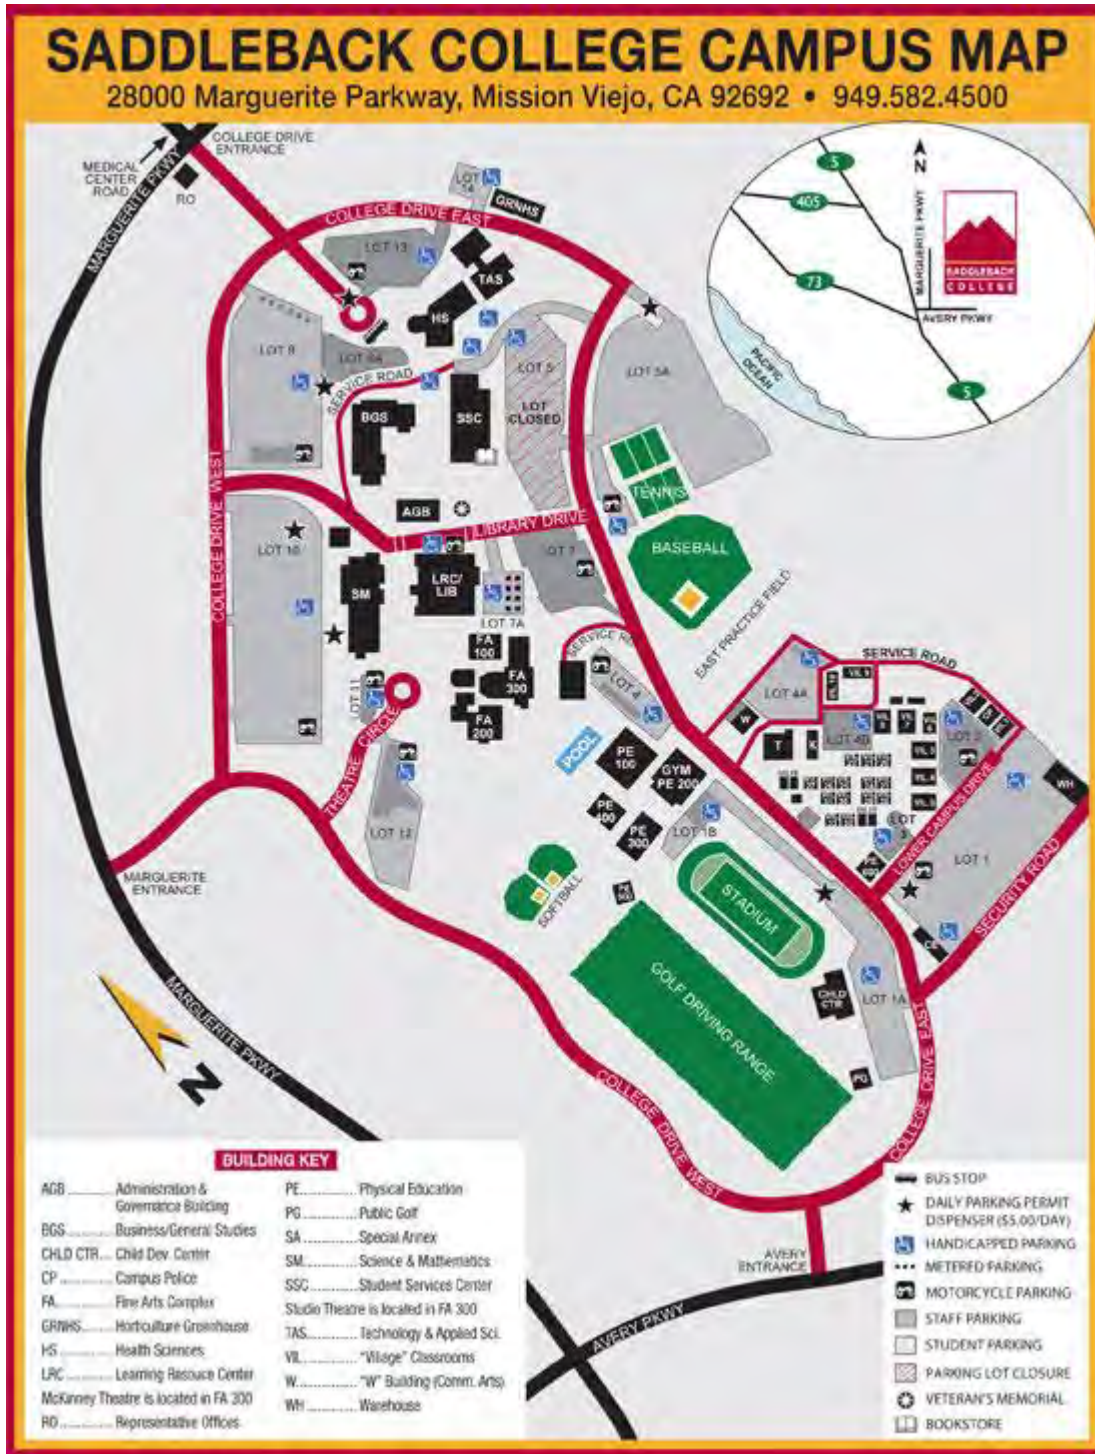 SADDLEBACK COLLEGE CAMPUS MAP
28000 Marguerite Parkway, Mission Viejo, CA 92692 • 949.582.4500
COLLEGE DRIVE
ENTRANCE
MEDICAL
CENTER
ROAD
RO
MARGUERITE PKWY
LOT
14
GRNHS
COLLEGE DRIVE EAST
LOT 13
TAS
HS
5
405
73
N
MARGUERITE PKWY
SADDLEBACK
COLLEGE
AVERY PKWY
PACIFIC
OCEAN
5
LOT 9
SERVICE ROAD
LOT 5
LOT
CLOSED
LOT 5A
BGS
SSC
TENNIS
AGB
LIBRARY DRIVE
COLLEGE DRIVE WEST
LOT 10
BASEBALL
SM
LRC/
LIB
LOT 7A
EAST PRACTICE FIELD
FA
100
FA
300
FA
200
LOT 4
LOT 11
THEATRE CIRCLE
LOT 12
SERVICE ROAD
LOT 4A
W
T
K
LOT 2
WH
POOL
PE
100
GYM
PE 200
PE
400
PE
300
LOT 1B
LOWER CAMPUS DRIVE
LOT 1
SECURITY ROAD
MARGUERITE
ENTRANCE
SOFTBALL
STADIUM
GOLF DRIVING RANGE
CHLD
CTR
LOT 1A
PG
MARGUERITE PKWY
N
COLLEGE DRIVE WEST
COLLEGE DRIVE EAST
AVERY
ENTRANCE
AVERY PKWY
BUILDING KEY
AGB Administration &
Governance Building
BGS Business/General Studies
CHLD CTR Child Dev. Center
CP Campus Police
FA Fine Arts Complex
GRNHS Horticulture Greenhouse
HS Health Sciences
LRC Learning Resouce Center
McKinney Theatre is located in FA 300
RO Representative Offices
PE Physical Education
PG Public Golf
SA Special Annex
SM Science & Mathematics
SSC Student Services Center
Studio Theatre is located in FA 300
TAS Technology & Applied Sci.
VIL "Village" Classrooms
W "W" Building (Comm. Arts)
WH Warehouse
BUS STOP
DAILY PARKING PERMIT
DISPENSER ($5.00/DAY)
HANDICAPPED PARKING
METERED PARKING
MOTORCYCLE PARKING
STAFF PARKING
STUDENT PARKING
PARKING LOT CLOSURE
VETERAN'S MEMORIAL
BOOKSTORE